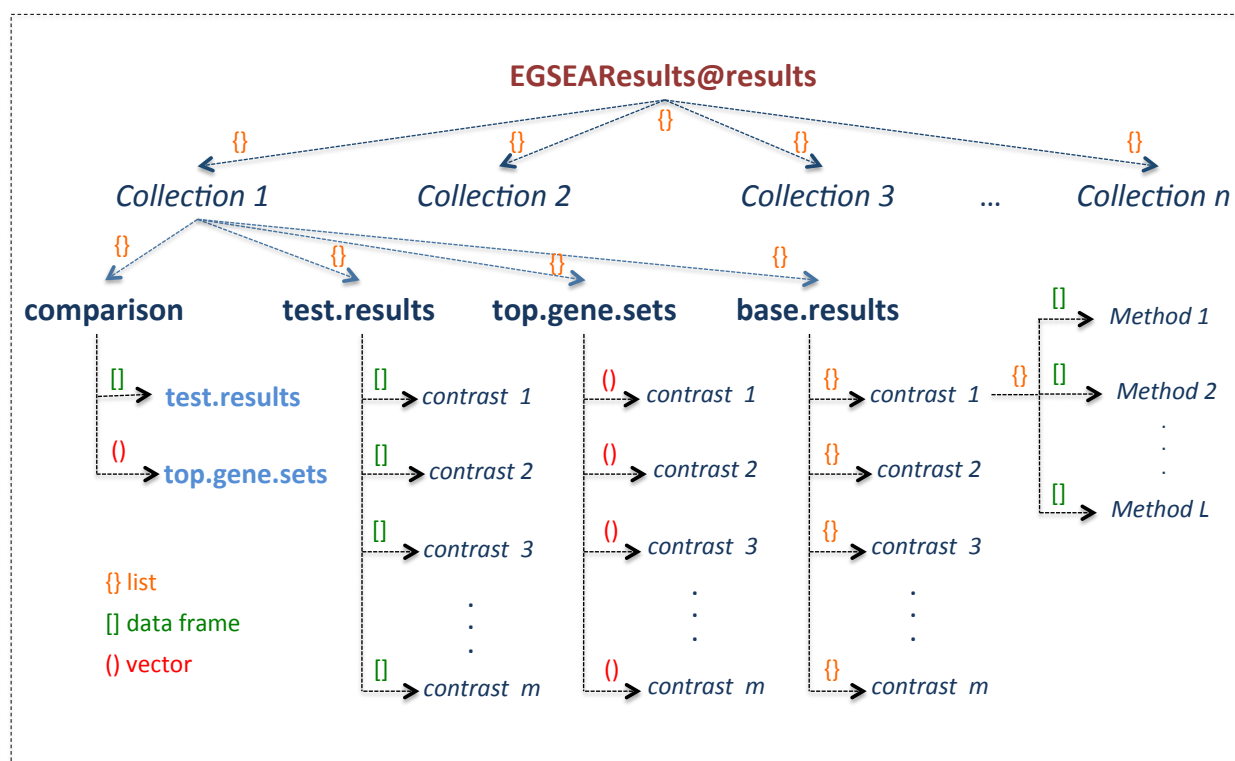 EGSEAResults@results
{}
{} {} {} {}
Collection 1 Collection 2 Collection 3 ... Collection n
{} {} {} {}
comparison test.results top.gene.sets base.results
[] Method 1
[] test.results
[] contrast 1
() contrast 1
{} contrast 1
{} [] Method 2
() top.gene.sets
[] contrast 2
() contrast 2
{} contrast 2
[] Method L
[] contrast 3
() contrast 3
{} contrast 3
{} list
[] data frame
() vector
[] contrast m
() contrast m
{} contrast m